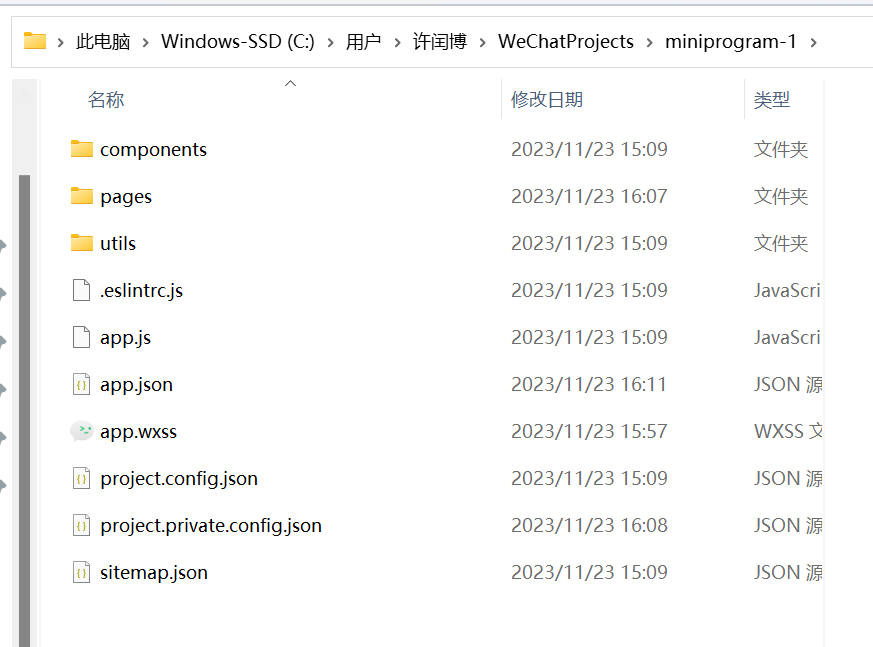 此电脑 > Windows-SSD (C:) > 用户 > 许闰博 > WeChatProjects > miniprogram-1 >
名称 修改日期 类型
components 2023/11/23 15:09 文件夹
pages 2023/11/23 16:07 文件夹
utils 2023/11/23 15:09 文件夹
.eslintrc.js 2023/11/23 15:09 JavaScri
app.js 2023/11/23 15:09 JavaScri
app.json 2023/11/23 16:11 JSON 源
app.wxss 2023/11/23 15:57 WXSS 文
project.config.json 2023/11/23 15:09 JSON 源
project.private.config.json 2023/11/23 16:08 JSON 源
sitemap.json 2023/11/23 15:09 JSON 源